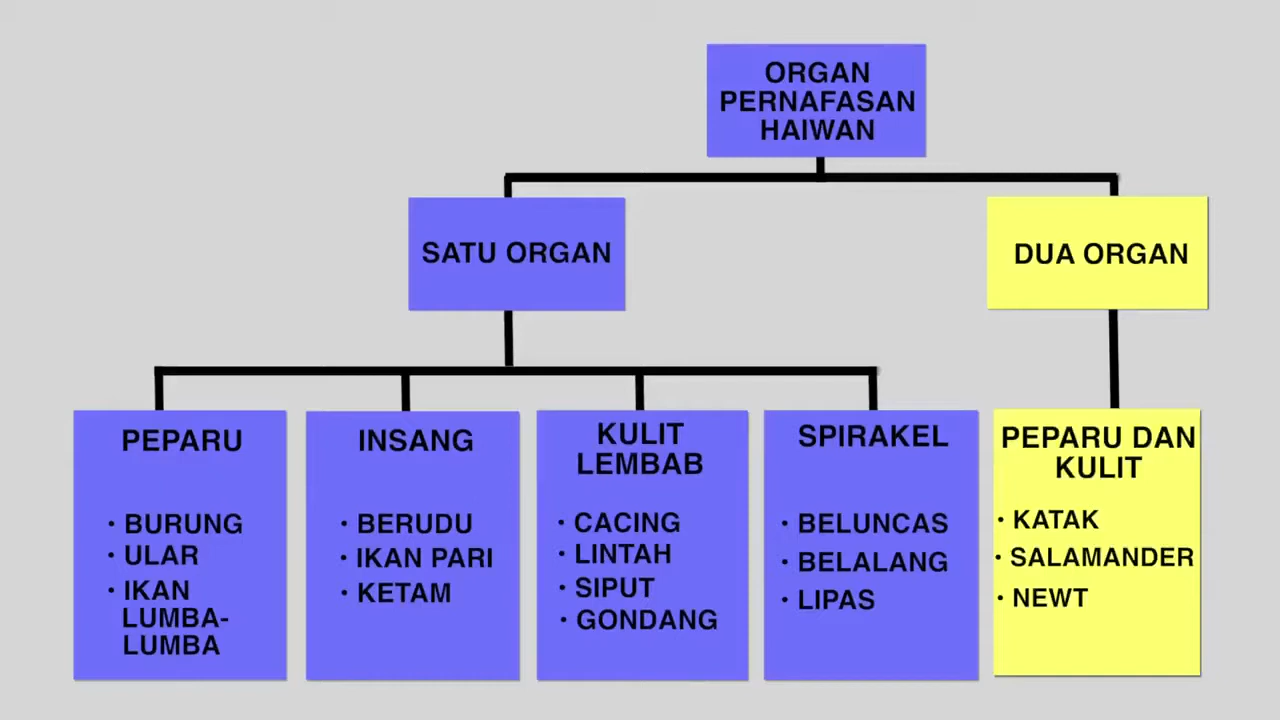 ORGAN
PERNAFASAN
HAIWAN
SATU ORGAN
DUA ORGAN
PEPARU
• BURUNG
• ULAR
• IKAN
LUMBA-
LUMBA
INSANG
• BERUDU
• IKAN PARI
• KETAM
KULIT
LEMBAB
• CACING
• LINTAH
• SIPUT
• GONDANG
SPIRAKEL
• BELUNCAS
• BELALANG
• LIPAS
PEPARU DAN
KULIT
• KATAK
• SALAMANDER
• NEWT